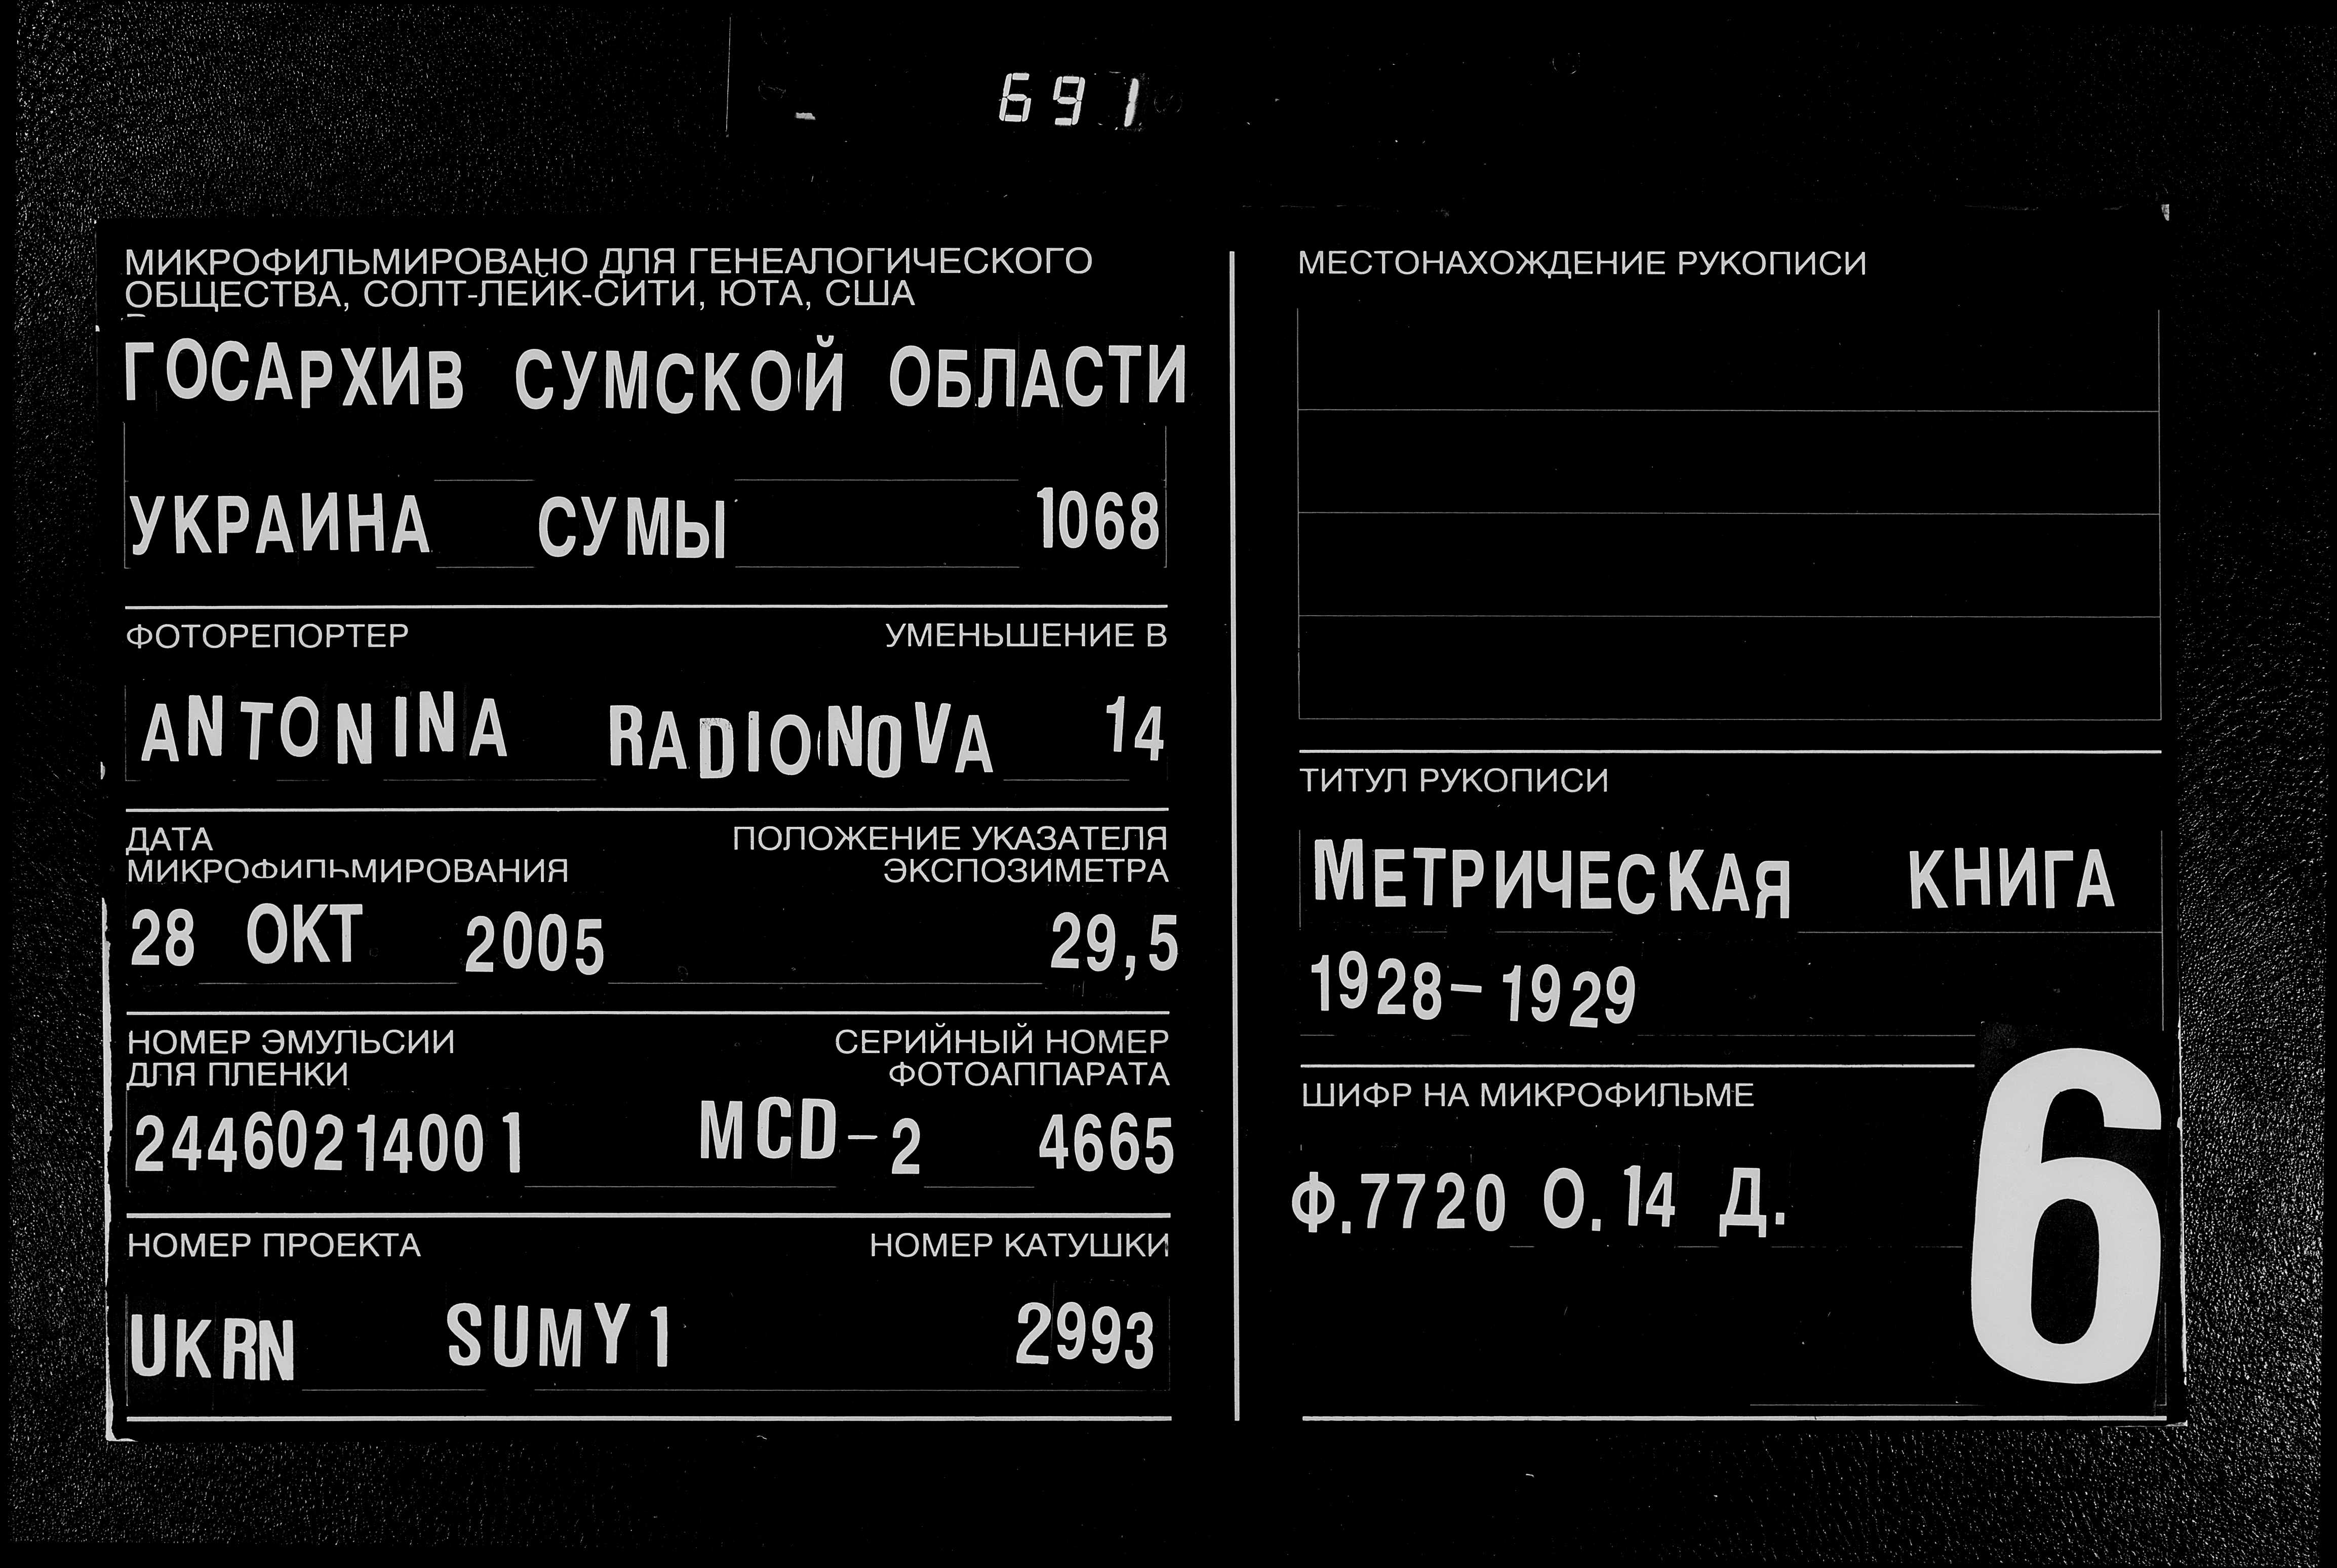 691
МИКРОФИЛЬМИРОВАНО ДЛЯ ГЕНЕАЛОГИЧЕСКОГО
ОБЩЕСТВА, СОЛТ-ЛЕЙК-СИТИ, ЮТА, США
ГОСАРХИВ СУМСКОЙ ОБЛАСТИ
УКРАИНА СУМЫ 1068
ФОТОРЕПОРТЕР УМЕНЬШЕНИЕ В
ANTONINA RADIONOVA 14
ДАТА ПОЛОЖЕНИЕ УКАЗАТЕЛЯ
МИКРОФИЛЬМИРОВАНИЯ ЭКСПОЗИМЕТРА
28 ОКТ 2005 29,5
НОМЕР ЭМУЛЬСИИ СЕРИЙНЫЙ НОМЕР
ДЛЯ ПЛЕНКИ ФОТОАППАРАТА
24460214001 MCD-2 4665
НОМЕР ПРОЕКТА НОМЕР КАТУШКИ
UKRN SUMY1 2993
МЕСТОНАХОЖДЕНИЕ РУКОПИСИ
ТИТУЛ РУКОПИСИ
МЕТРИЧЕСКАЯ КНИГА
1928-1929
ШИФР НА МИКРОФИЛЬМЕ
Ф.7720 О.14 Д.
6